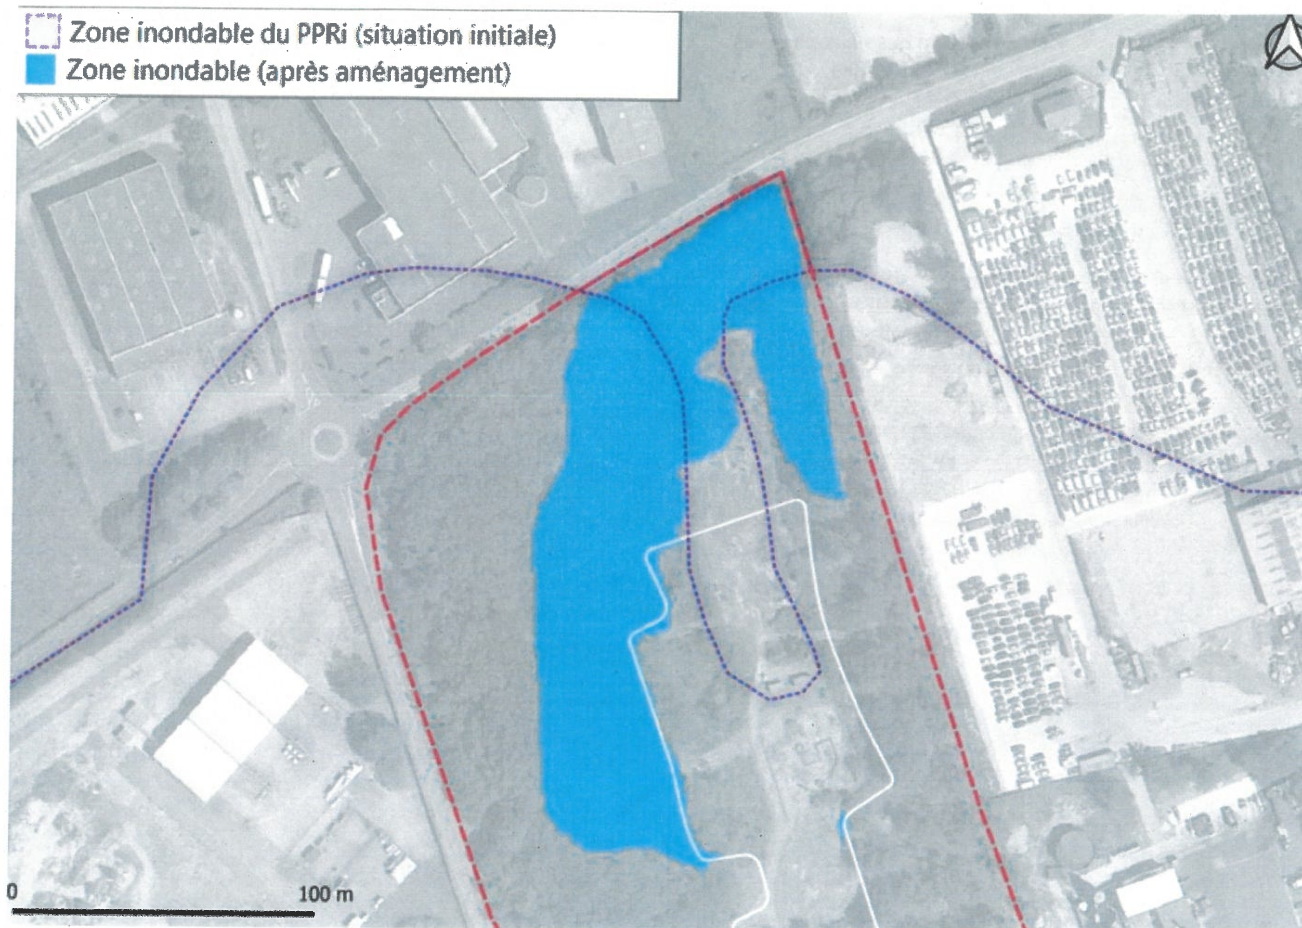 Zone inondable du PPRi (situation initiale)
Zone inondable (après aménagement)
0
100 m